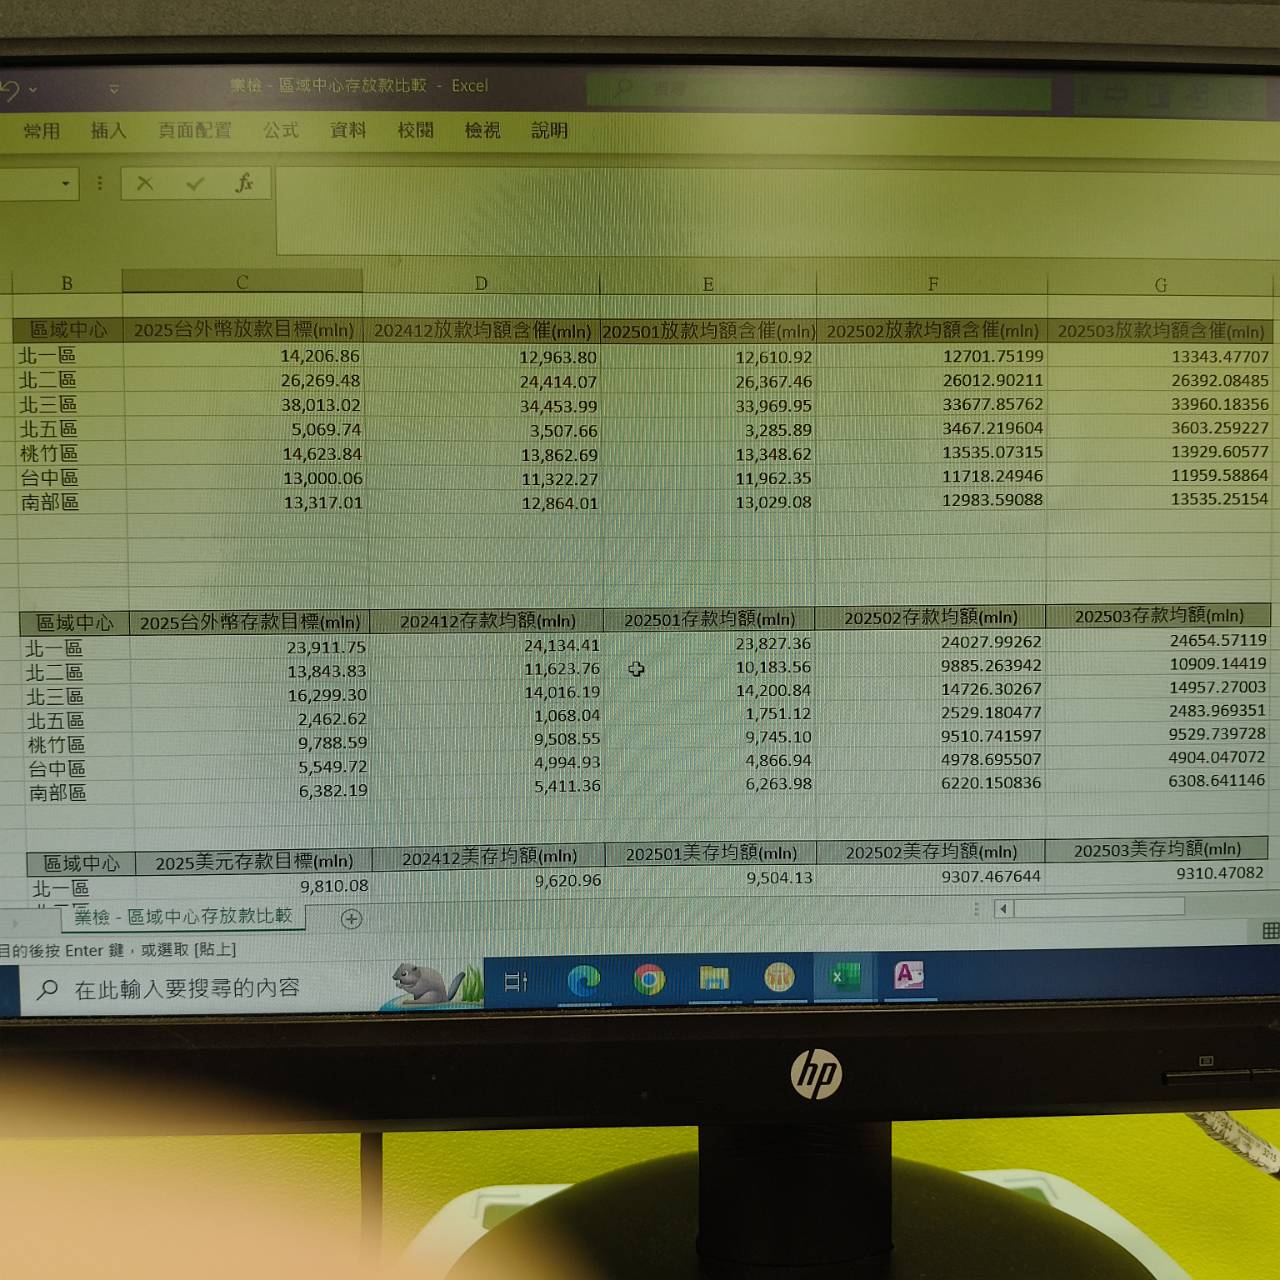 業檢 - 區域中心存放款比較 - Excel
常用 插入 頁面配置 公式 資料 校閱 檢視 說明
fx
B C D E F G
區域中心 2025台外幣放款目標(mln) 202412放款均額含催(mln) 202501放款均額含催(mln) 202502放款均額含催(mln) 202503放款均額含催(mln)
北一區 14,206.86 12,963.80 12,610.92 12701.75199 13343.47707
北二區 26,269.48 24,414.07 26,367.46 26012.90211 26392.08485
北三區 38,013.02 34,453.99 33,969.95 33677.85762 33960.18356
北五區 5,069.74 3,507.66 3,285.89 3467.219604 3603.259227
桃竹區 14,623.84 13,862.69 13,348.62 13535.07315 13929.60577
台中區 13,000.06 11,322.27 11,962.35 11718.24946 11959.58864
南部區 13,317.01 12,864.01 13,029.08 12983.59088 13535.25154
區域中心 2025台外幣存款目標(mln) 202412存款均額(mln) 202501存款均額(mln) 202502存款均額(mln) 202503存款均額(mln)
北一區 23,911.75 24,134.41 23,827.36 24027.99262 24654.57119
北二區 13,843.83 11,623.76 10,183.56 9885.263942 10909.14419
北三區 16,299.30 14,016.19 14,200.84 14726.30267 14957.27003
北五區 2,462.62 1,068.04 1,751.12 2529.180477 2483.969351
桃竹區 9,788.59 9,508.55 9,745.10 9510.741597 9529.739728
台中區 5,549.72 4,994.93 4,866.94 4978.695507 4904.047072
南部區 6,382.19 5,411.36 6,263.98 6220.150836 6308.641146
區域中心 2025美元存款目標(mln) 202412美存均額(mln) 202501美存均額(mln) 202502美存均額(mln) 202503美存均額(mln)
北一區 9,810.08 9,620.96 9,504.13 9307.467644 9310.47082
業檢 - 區域中心存放款比較
目的後按 Enter 鍵，或選取 [貼上]
在此輸入要搜尋的內容
hp